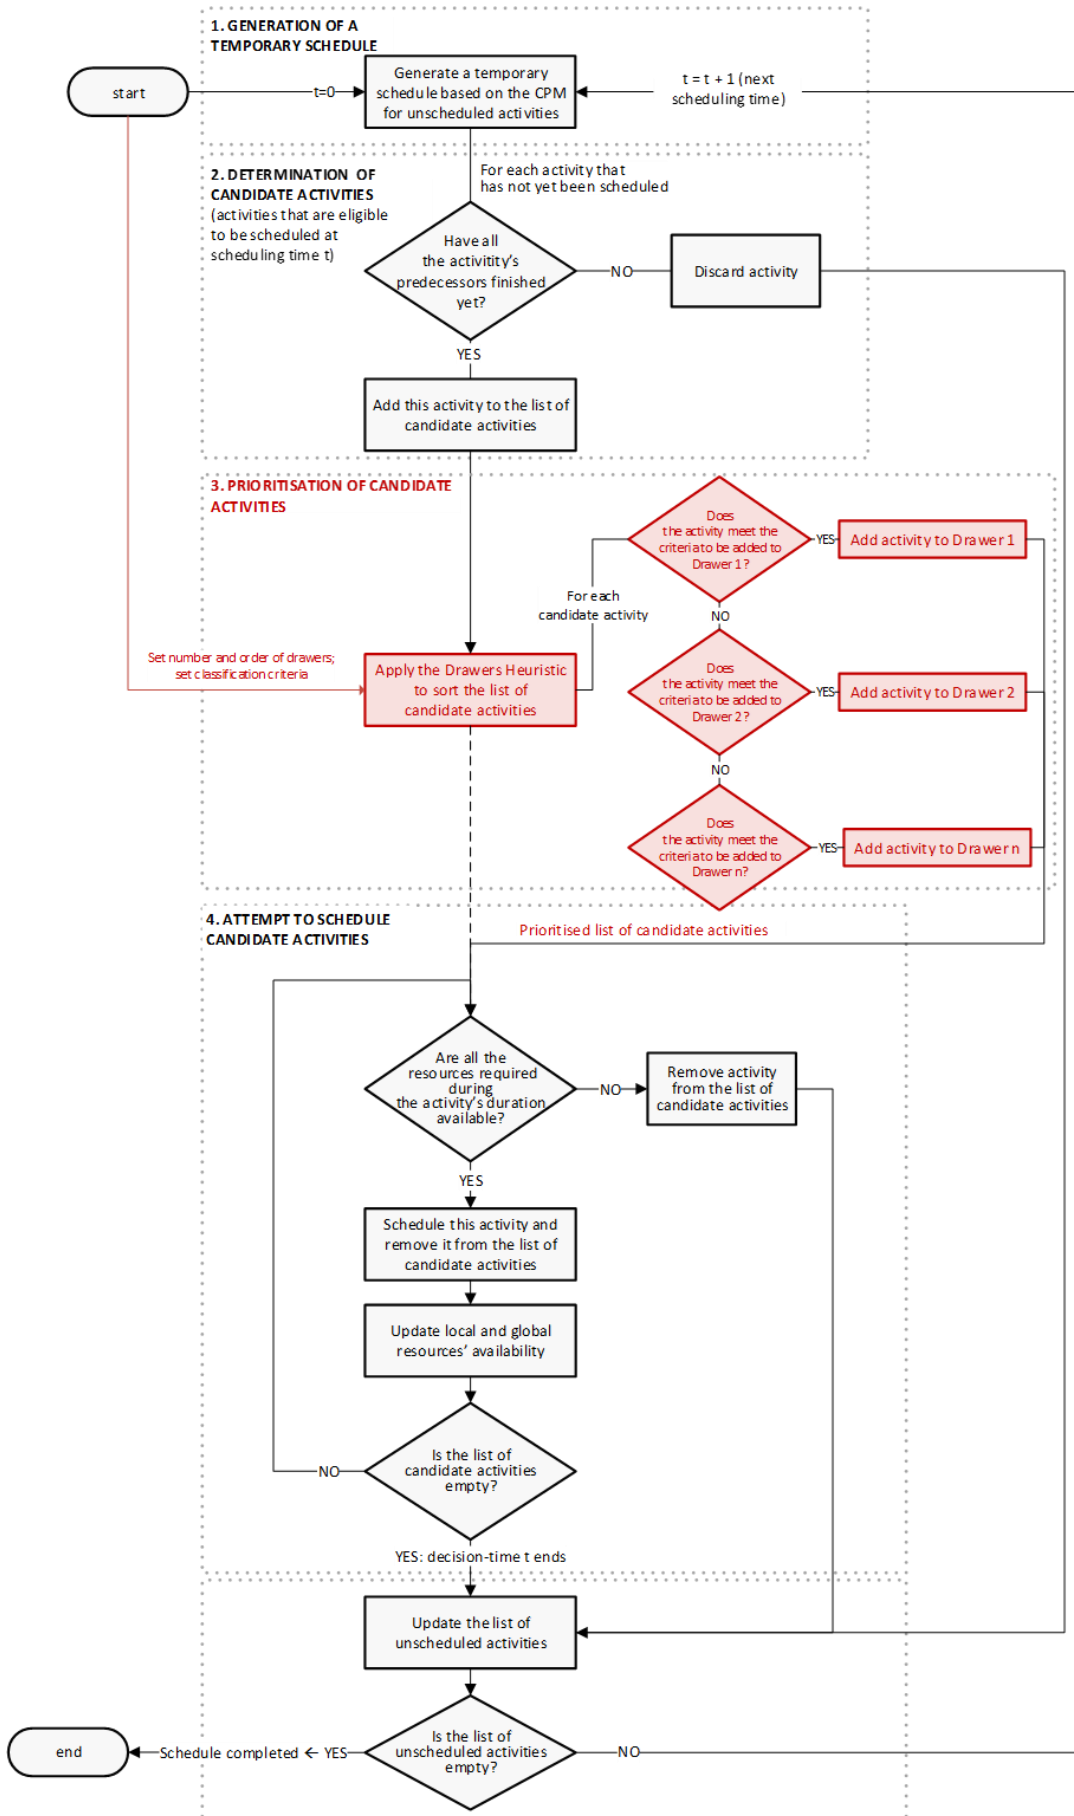 1. GENERATION OF A
TEMPORARY SCHEDULE
start
t=0
Generate a temporary
schedule based on the CPM
for unscheduled activities
t = t + 1 (next
scheduling time)
For each activity that
has not yet been scheduled
2. DETERMINATION OF
CANDIDATE ACTIVITIES
(activities that are eligible
to be scheduled at
scheduling time t)
Have all
the activitity's
predecessors finished
yet?
NO
Discard activity
YES
Add this activity to the list of
candidate activities
3. PRIORITISATION OF CANDIDATE
ACTIVITIES
Does
the activity meet the
criteria to be added to
Drawer 1?
YES
Add activity to Drawer 1
For each
candidate activity
NO
Set number and order of drawers;
set classification criteria
Apply the Drawers Heuristic
to sort the list of
candidate activities
Does
the activity meet the
criteria to be added to
Drawer 2?
YES
Add activity to Drawer 2
NO
Does
the activity meet the
criteria to be added to
Drawer n?
YES
Add activity to Drawer n
4. ATTEMPT TO SCHEDULE
CANDIDATE ACTIVITIES
Prioritised list of candidate activities
Are all the
resources required
during
the activity's duration
available?
NO
Remove activity
from the list of
candidate activities
YES
Schedule this activity and
remove it from the list of
candidate activities
Update local and global
resources' availability
Is the list of
candidate activities
empty?
NO
YES: decision-time t ends
Update the list of
unscheduled activities
Is the list of
unscheduled activities
empty?
NO
Schedule completed ← YES
end